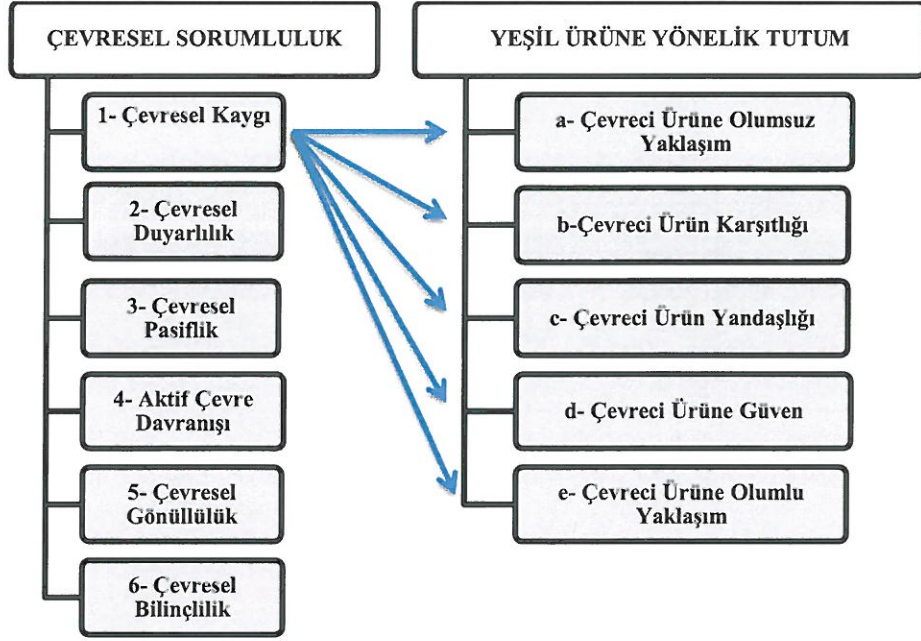 ÇEVRESEL SORUMLULUK
1- Çevresel Kaygı
2- Çevresel
Duyarlılık
3- Çevresel
Pasiflik
4- Aktif Çevre
Davranışı
5- Çevresel
Gönüllülük
6- Çevresel
Bilinçlilik
YEŞİL ÜRÜNE YÖNELİK TUTUM
a- Çevreci Ürüne Olumsuz
Yaklaşım
b-Çevreci Ürün Karşıtlığı
c- Çevreci Ürün Yandaşlığı
d- Çevreci Ürüne Güven
e- Çevreci Ürüne Olumlu
Yaklaşım